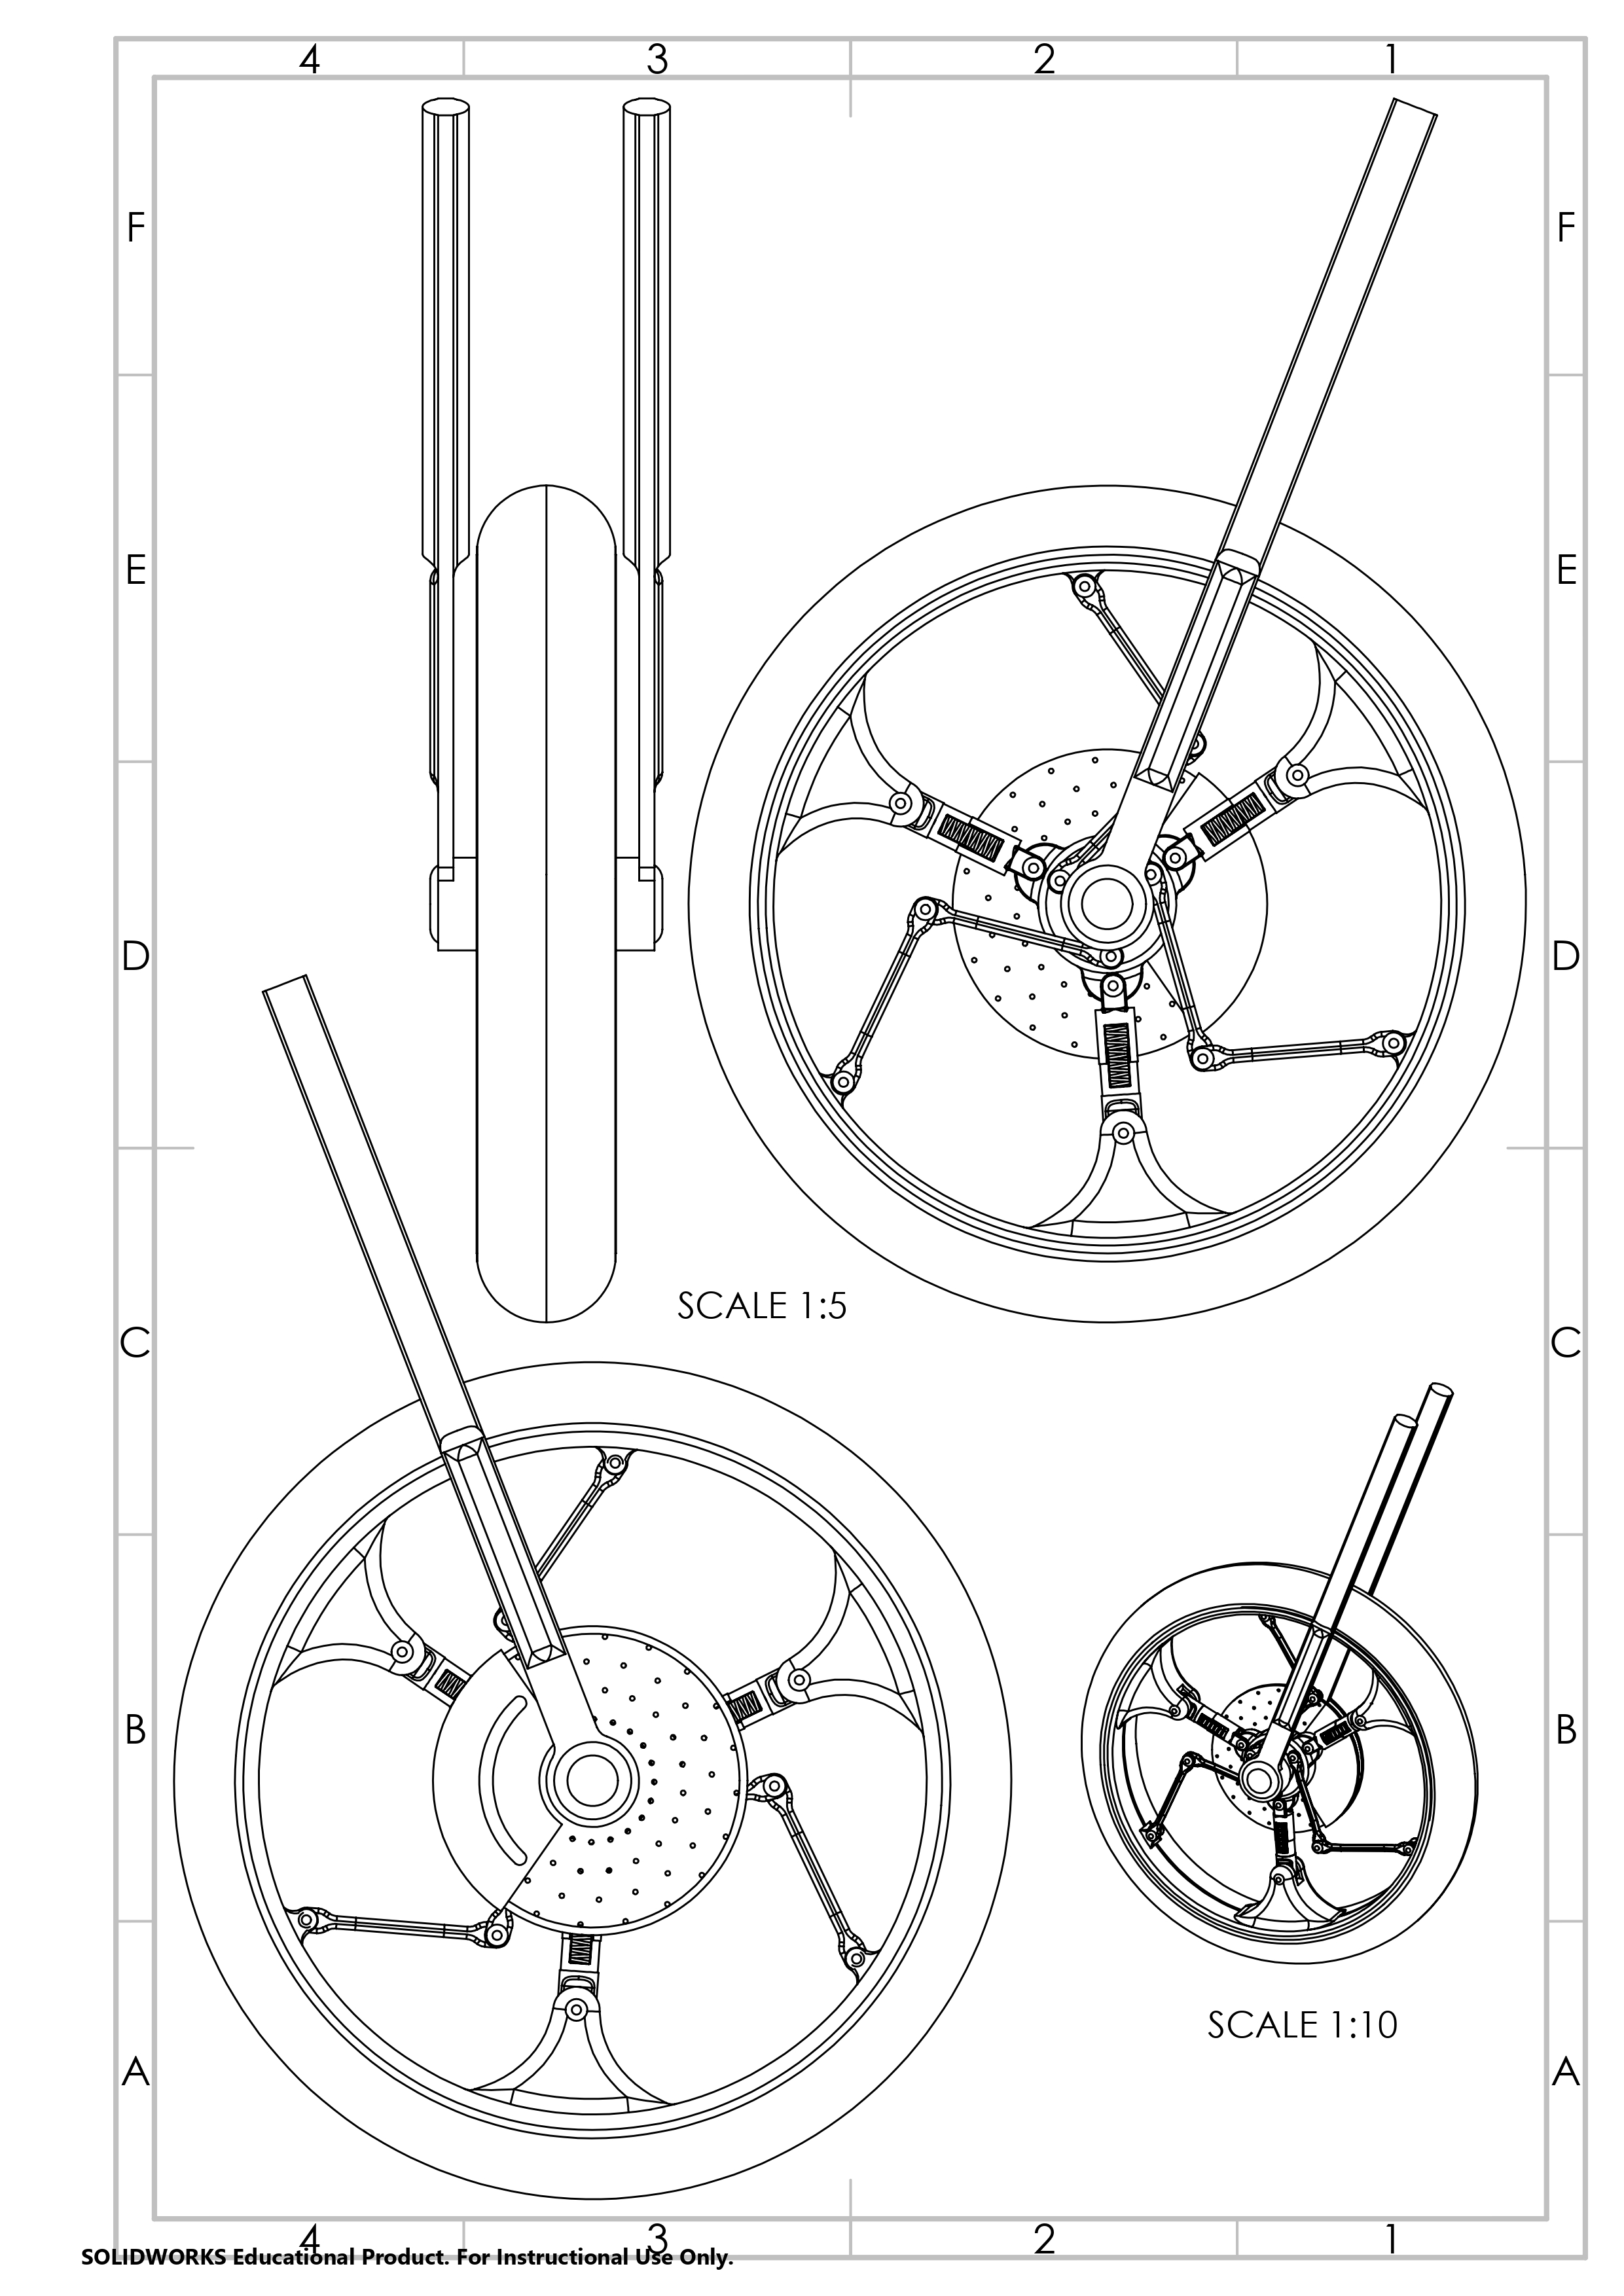 4 3 2 1
F F
E E
D D
SCALE 1:5
C C
B B
SCALE 1:10
A A
4 3 2 1
SOLIDWORKS Educational Product. For Instructional Use Only.